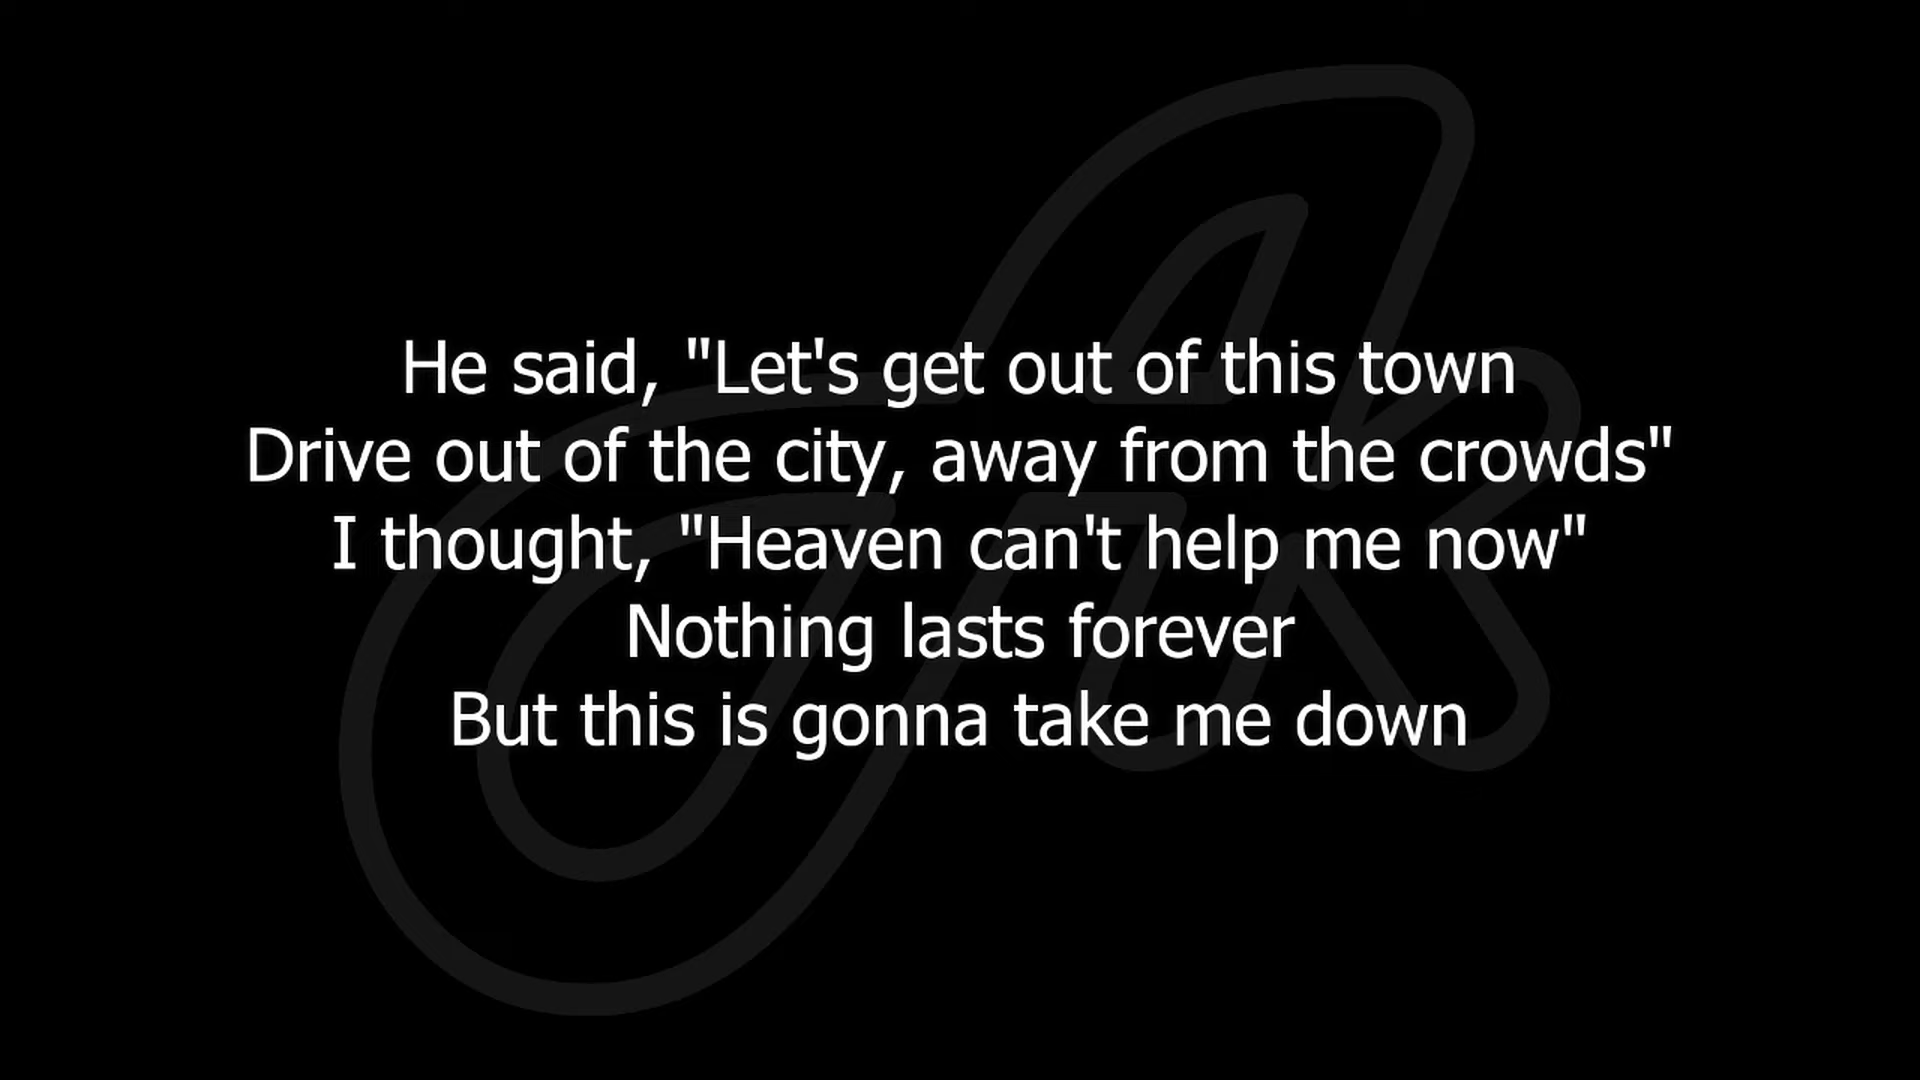 He said, "Let's get out of this town
Drive out of the city, away from the crowds"
I thought, "Heaven can't help me now"
Nothing lasts forever
But this is gonna take me down